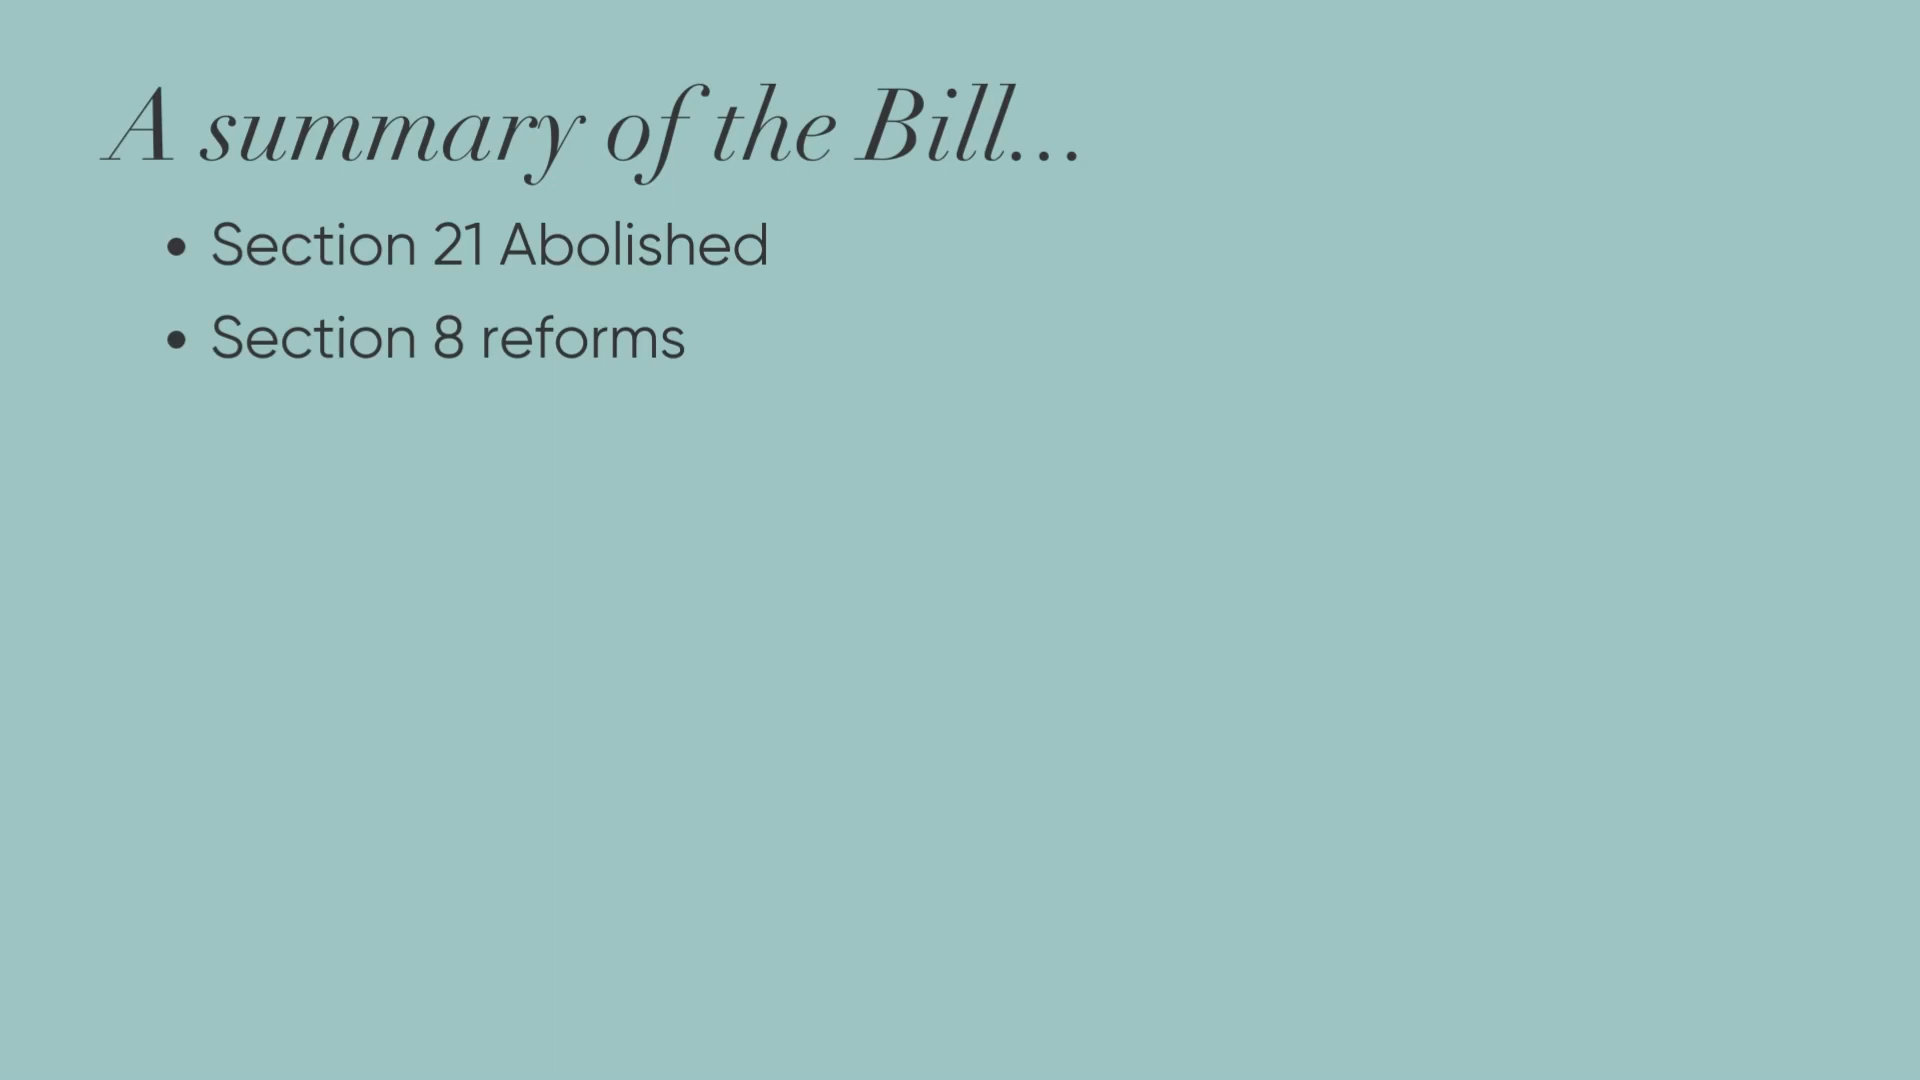 A summary of the Bill...
• Section 21 Abolished
• Section 8 reforms